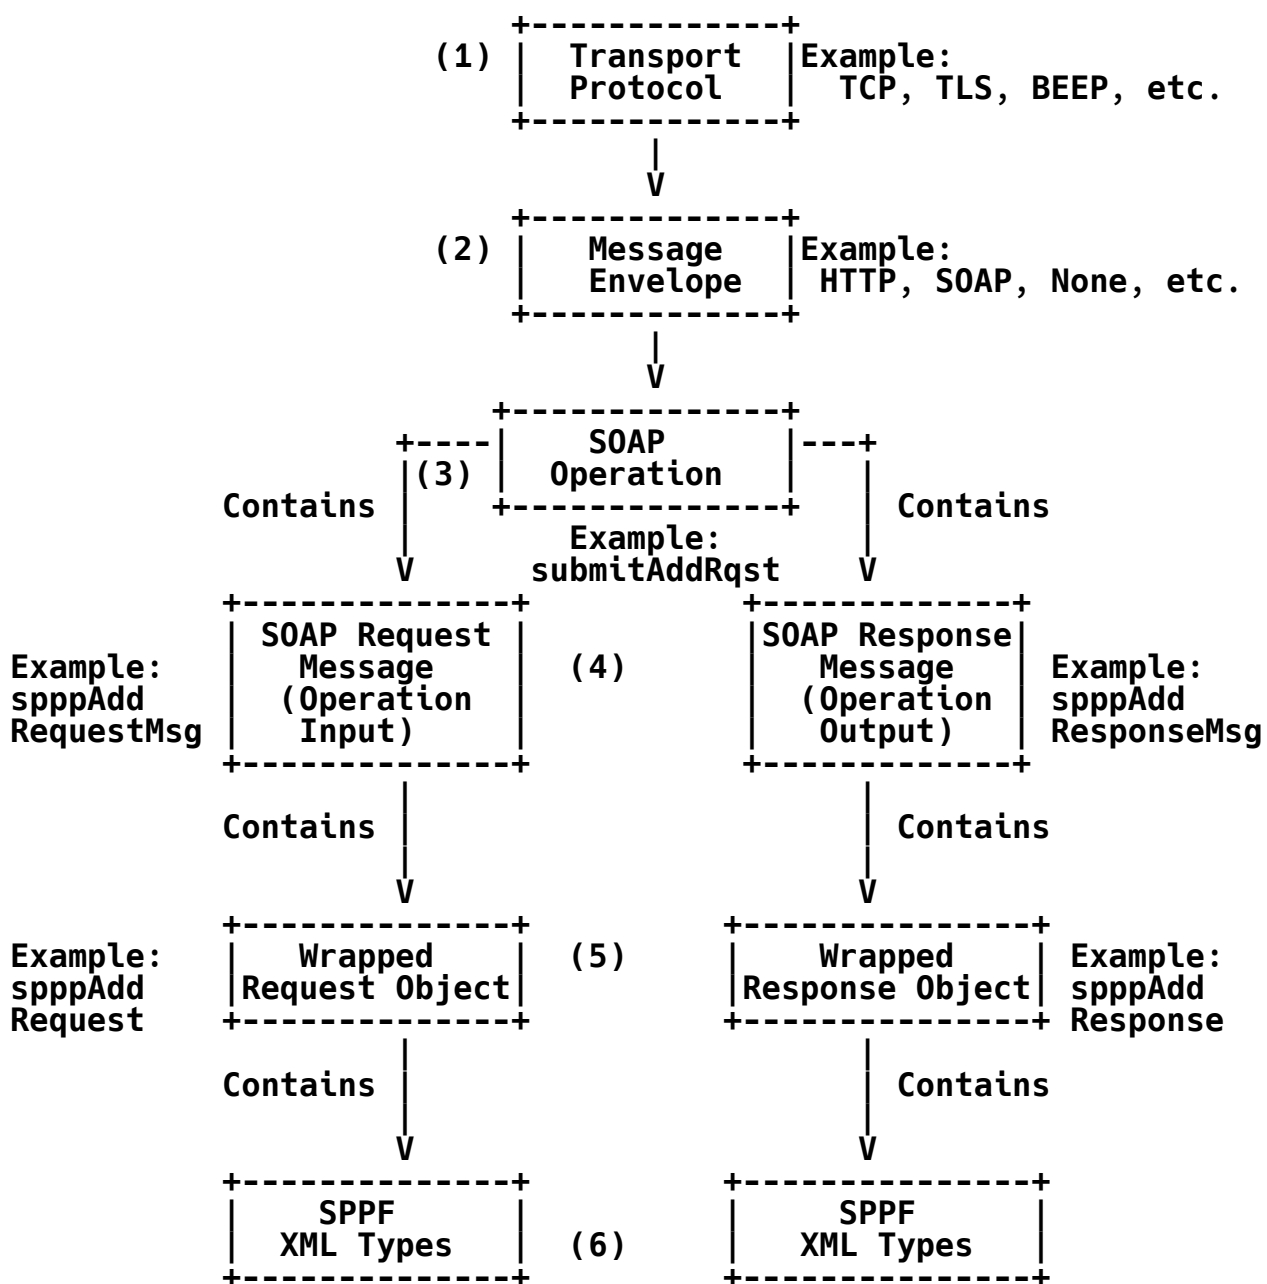 (1) Transport Example:
Protocol TCP, TLS, BEEP, etc.
V
(2) Message Example:
Envelope HTTP, SOAP, None, etc.
V
SOAP
(3) Operation
Contains Contains
Example:
V submitAddRqst V
SOAP Request SOAP Response
Example: Message (4) Message Example:
spppAdd (Operation (Operation spppAdd
RequestMsg Input) Output) ResponseMsg
Contains Contains
V V
Example: Wrapped (5) Wrapped Example:
spppAdd Request Object Response Object spppAdd
Request Response
Contains Contains
V V
SPPF SPPF
XML Types (6) XML Types